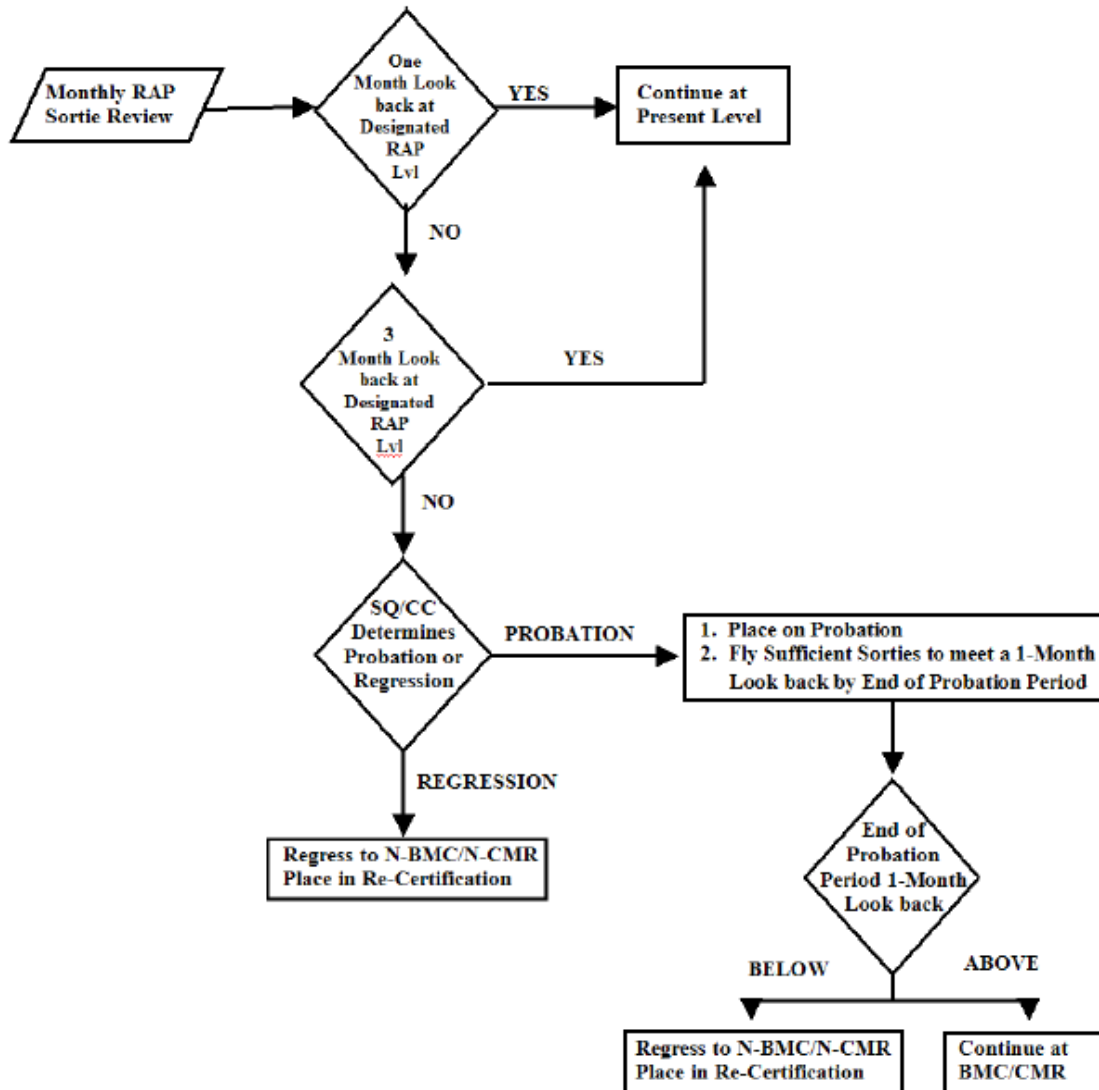 Monthly RAP
Sortie Review
One
Month Look
back at
Designated
RAP
Lvl
YES
Continue at
Present Level
NO
3
Month Look
back at
Designated
RAP
Lvl
YES
NO
SQ/CC
Determines
Probation or
Regression
PROBATION
1. Place on Probation
2. Fly Sufficient Sorties to meet a 1-Month
Look back by End of Probation Period
REGRESSION
Regress to N-BMC/N-CMR
Place in Re-Certification
End of
Probation
Period 1-Month
Look back
BELOW
ABOVE
Regress to N-BMC/N-CMR
Place in Re-Certification
Continue at
BMC/CMR